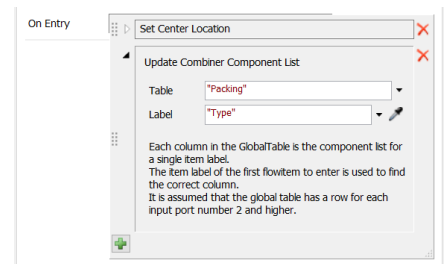 On Entry
Set Center Location
Update Combiner Component List
Table "Packing"
Label "Type"
Each column in the GlobalTable is the component list for
a single item label.
The item label of the first flowitem to enter is used to find
the correct column.
It is assumed that the global table has a row for each
input port number 2 and higher.